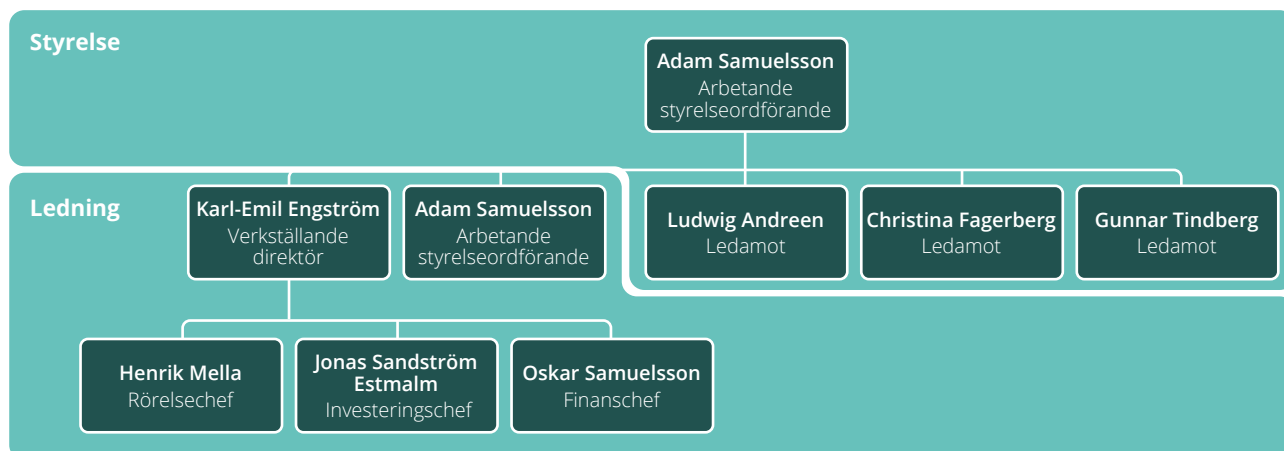 Styrelse
Adam Samuelsson
Arbetande
styrelseordförande
Ledning
Karl-Emil Engström
Verkställande
direktör
Adam Samuelsson
Arbetande
styrelseordförande
Ludwig Andreen
Ledamot
Christina Fagerberg
Ledamot
Gunnar Tindberg
Ledamot
Henrik Mella
Rörelsechef
Jonas Sandström
Estmalm
Investeringschef
Oskar Samuelsson
Finanschef